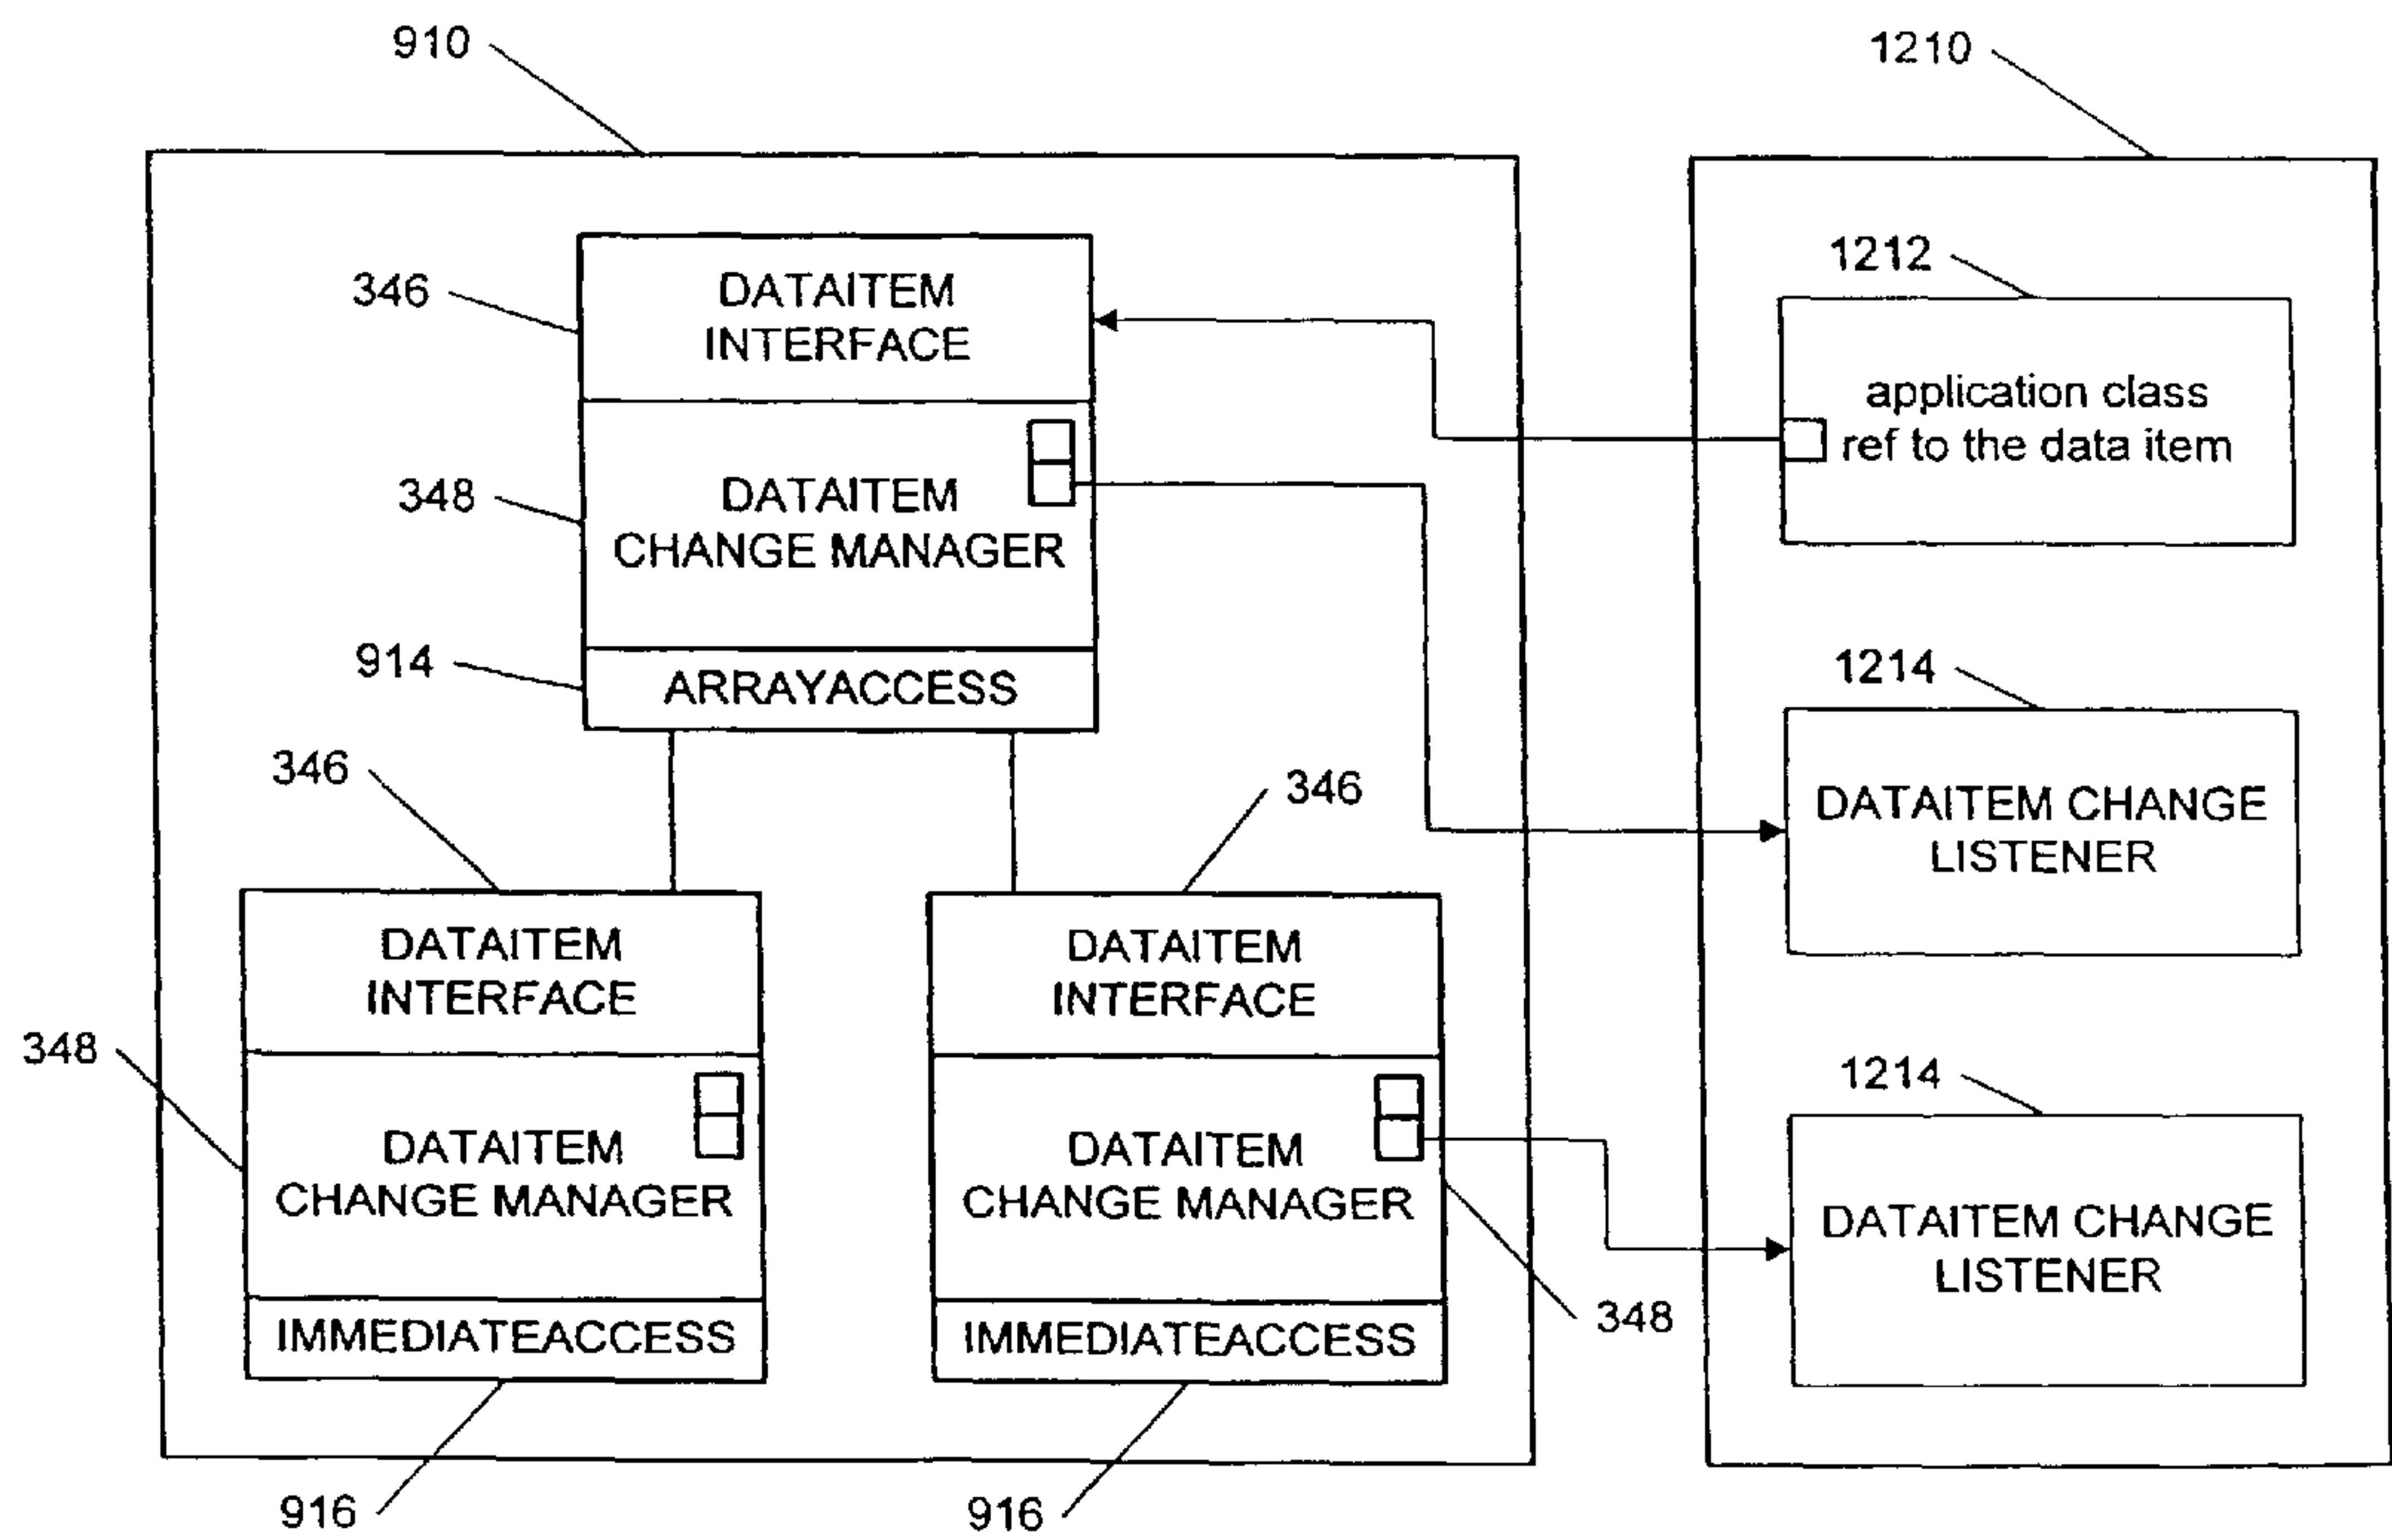 910
1210
346
DATAITEM
INTERFACE
348
DATAITEM
CHANGE MANAGER
914
ARRAYACCESS
1212
application class
ref to the data item
1214
DATAITEM CHANGE
LISTENER
346
DATAITEM
INTERFACE
348
DATAITEM
CHANGE MANAGER
IMMEDIATEACCESS
916
346
DATAITEM
INTERFACE
DATAITEM
CHANGE MANAGER
348
IMMEDIATEACCESS
916
1214
DATAITEM CHANGE
LISTENER